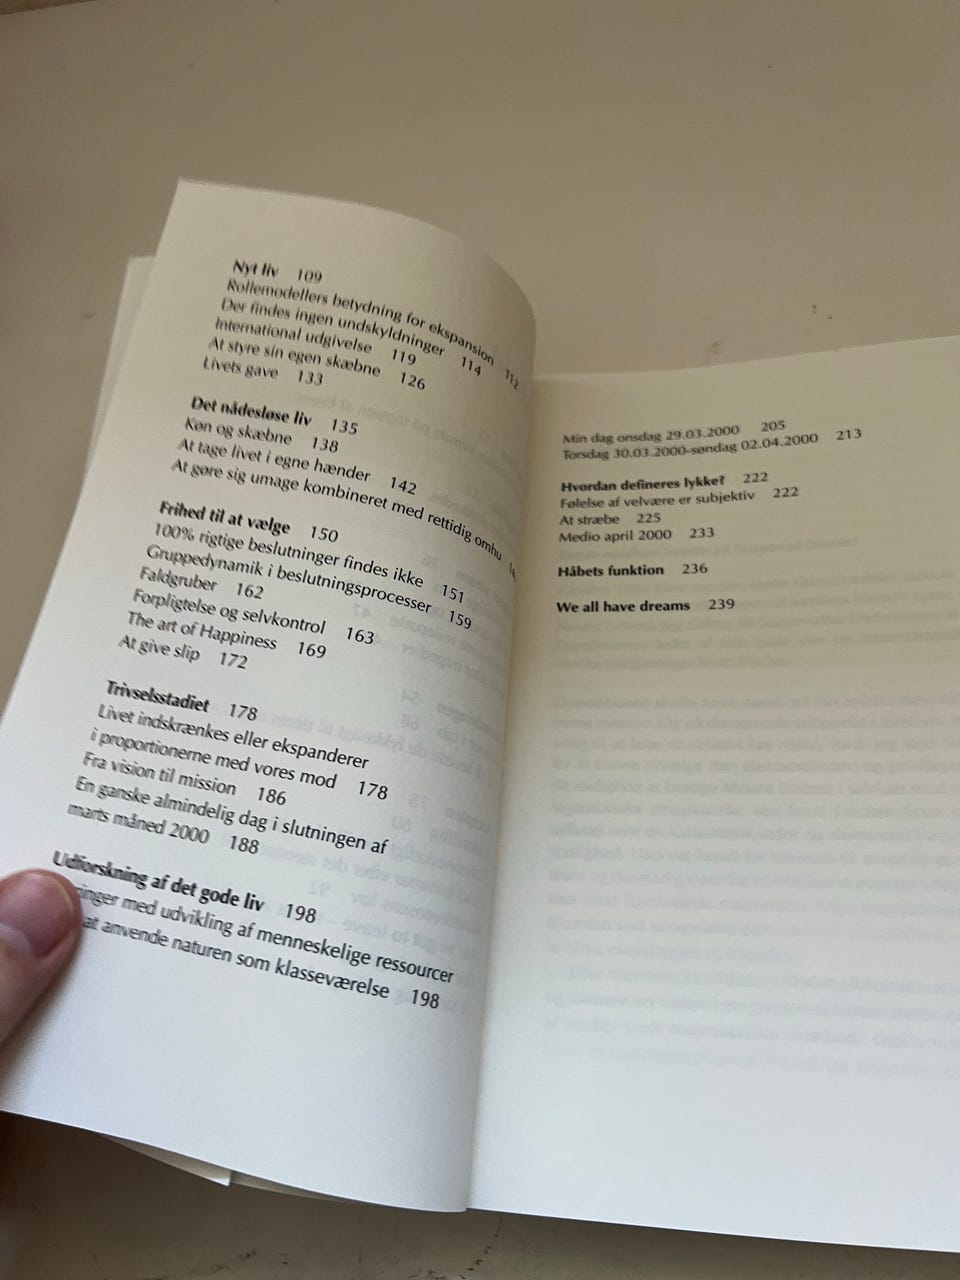 Nyt liv 109
Rollemodellers betydning for ekspansion 112
Der findes ingen undskyldninger 114
International udgivelse 119
At styre sin egen skæbne 126
Livets gave 133
Det nådesløse liv 135
Køn og skæbne 138
At tage livet i egne hænder 142
At gøre sig umage kombineret med rettidig omhu
Frihed til at vælge 150
100% rigtige beslutninger findes ikke 151
Gruppedynamik i beslutningsprocesser 159
Faldgruber 162
Forpligtelse og selvkontrol 163
The art of Happiness 169
At give slip 172
Trivselsstadiet 178
Livet indskrænkes eller ekspanderer
i proportionerne med vores mod 178
Fra vision til mission 186
En ganske almindelig dag i slutningen af
marts måned 2000 188
Udforskning af det gode liv 198
med udvikling af menneskelige ressourcer
at anvende naturen som klasseværelse 198
Min dag onsdag 29.03.2000 205
Torsdag 30.03.2000-søndag 02.04.2000 213
Hvordan defineres lykke? 222
Følelse af velvære er subjektiv 222
At stræbe 225
Medio april 2000 233
Håbets funktion 236
We all have dreams 239